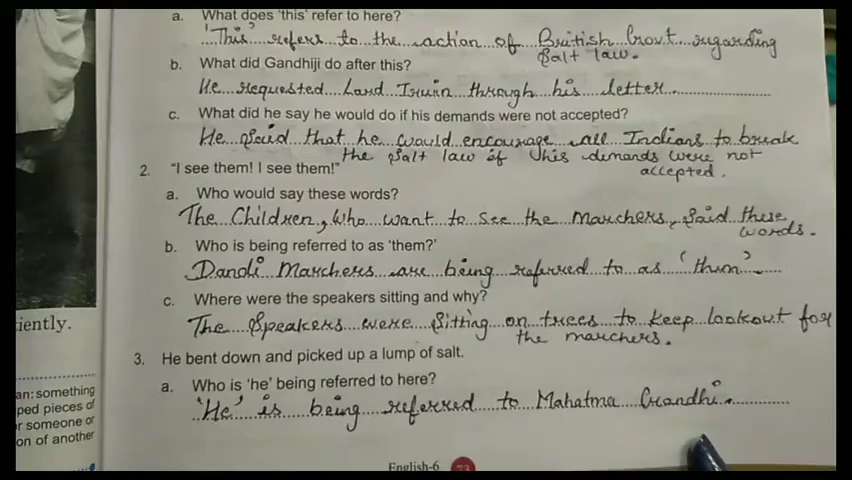 a. What does 'this' refer to here?
'This' refers to the action of British Govt regarding
Salt law.
b. What did Gandhiji do after this?
He requested Lord Irwin through his letter.
c. What did he say he would do if his demands were not accepted?
He said that he would encourage all Indians to break
the salt law if this demands were not
accepted.
2. "I see them! I see them!"
a. Who would say these words?
The Children, who want to see the marchers, said these
words.
b. Who is being referred to as 'them?'
Dandi Marchers are being referred to as 'them'
c. Where were the speakers sitting and why?
The speakers were sitting on trees to keep lookout for
the marchers.
3. He bent down and picked up a lump of salt.
a. Who is 'he' being referred to here?
'He' is being referred to Mahatma Gandhi.
iently.
an: something
ped pieces of
r someone or
on of another
English-6 73